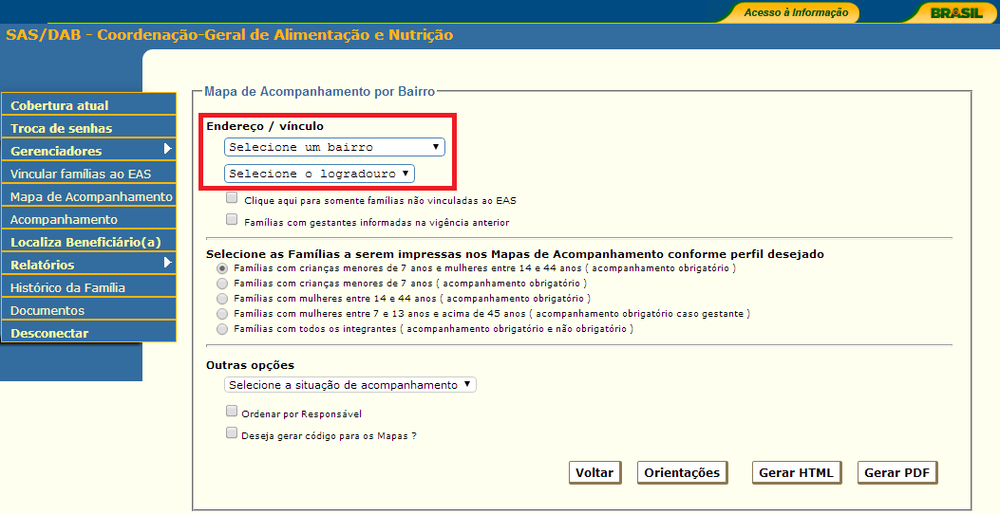 Acesso à Informação
BRASIL
SAS/DAB - Coordenação-Geral de Alimentação e Nutrição
Cobertura atual
Troca de senhas
Gerenciadores
Vincular famílias ao EAS
Mapa de Acompanhamento
Acompanhamento
Localiza Beneficiário(a)
Relatórios
Histórico da Família
Documentos
Desconectar
Mapa de Acompanhamento por Bairro
Endereço / vínculo
Selecione um bairro
Selecione o logradouro
Clique aqui para somente famílias não vinculadas ao EAS
Famílias com gestantes informadas na vigência anterior
Selecione as Famílias a serem impressas nos Mapas de Acompanhamento conforme perfil desejado
Famílias com crianças menores de 7 anos e mulheres entre 14 e 44 anos ( acompanhamento obrigatório )
Famílias com crianças menores de 7 anos ( acompanhamento obrigatório )
Famílias com mulheres entre 14 e 44 anos ( acompanhamento obrigatório )
Famílias com mulheres entre 7 e 13 anos e acima de 45 anos ( acompanhamento obrigatório caso gestante )
Famílias com todos os integrantes ( acompanhamento obrigatório e não obrigatório )
Outras opções
Selecione a situação de acompanhamento
Ordenar por Responsável
Deseja gerar código para os Mapas ?
Voltar Orientações Gerar HTML Gerar PDF